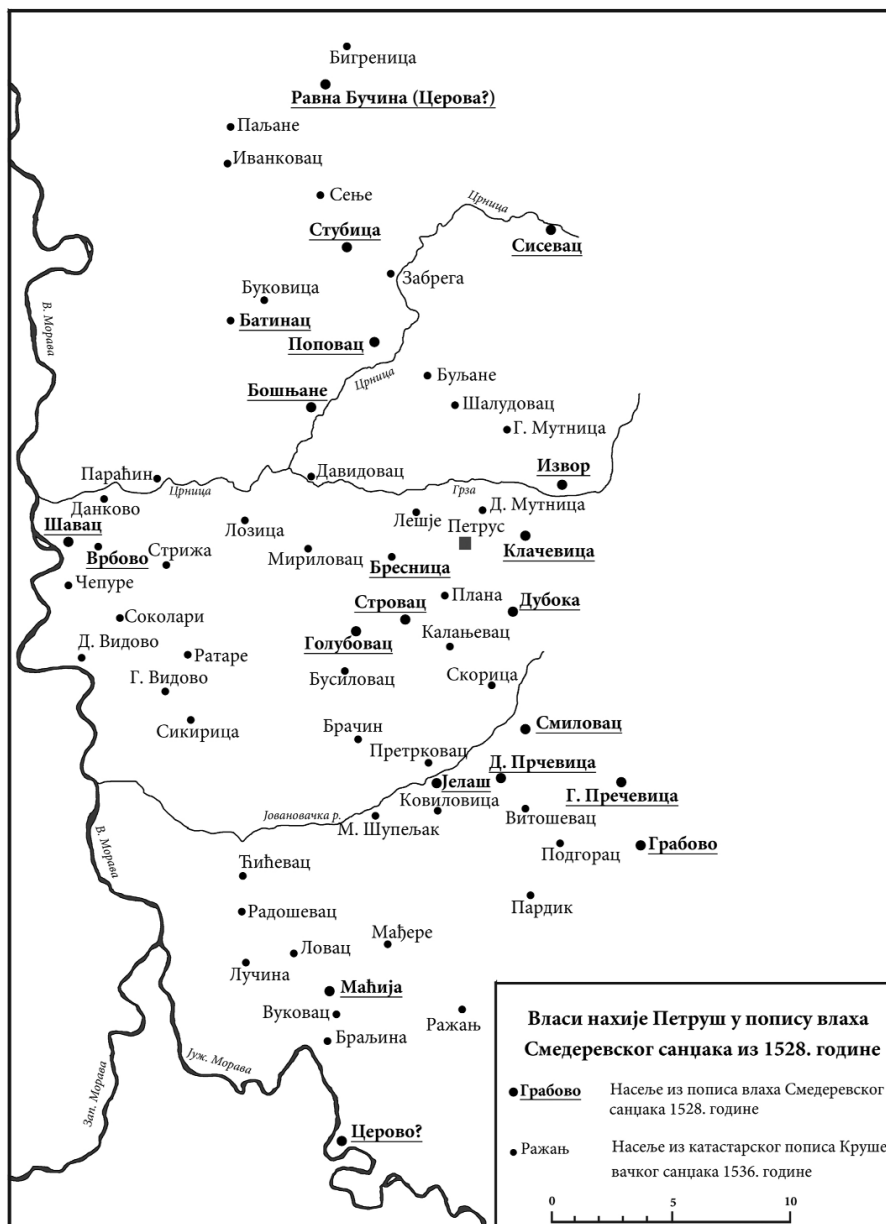 Бигреница
Равна Бучина (Церова?)
Паљане
Иванковац
Сење
Црница
Стубица
Сисевац
Забрега
Буковица
В. Морава
Батинац
Поповац
Црница
Буљане
Бошњане
Шалудовац
Г. Мутница
Извор
Параћин
Давидовац
Црница
Грза
Данково
Д. Мутница
Лешје
Лозица
Шавац
Петрус
Врбово
Стрижа
Мириловац
Бресница
Клачевица
Чепуре
Плана
Дубока
Стровац
Соколари
Голубовац
Калањевац
Д. Видово
Ратаре
Г. Видово
Бусиловац
Скорица
Сикирица
Брачин
Смиловац
Претрковац
Д. Прчевица
Јелаш
Г. Пречевица
Ковиловица
Јовановачка р.
М. Шупељак
Витошевац
В. Морава
Подгорац
Грабово
Ћићевац
Пардик
Радошевац
Мађере
Ловац
Лучина
Маћија
Вуковац
Ражањ
Браљина
Јуж. Морава
Зап. Морава
Церово?
Власи нахије Петруш у попису влаха
Смедеревског санџака из 1528. године
Грабово
Насеље из пописа влаха Смедеревског
санџака 1528. године
Ражањ
Насеље из катастарског пописа Круше
вачког санџака 1536. године
0 5 10